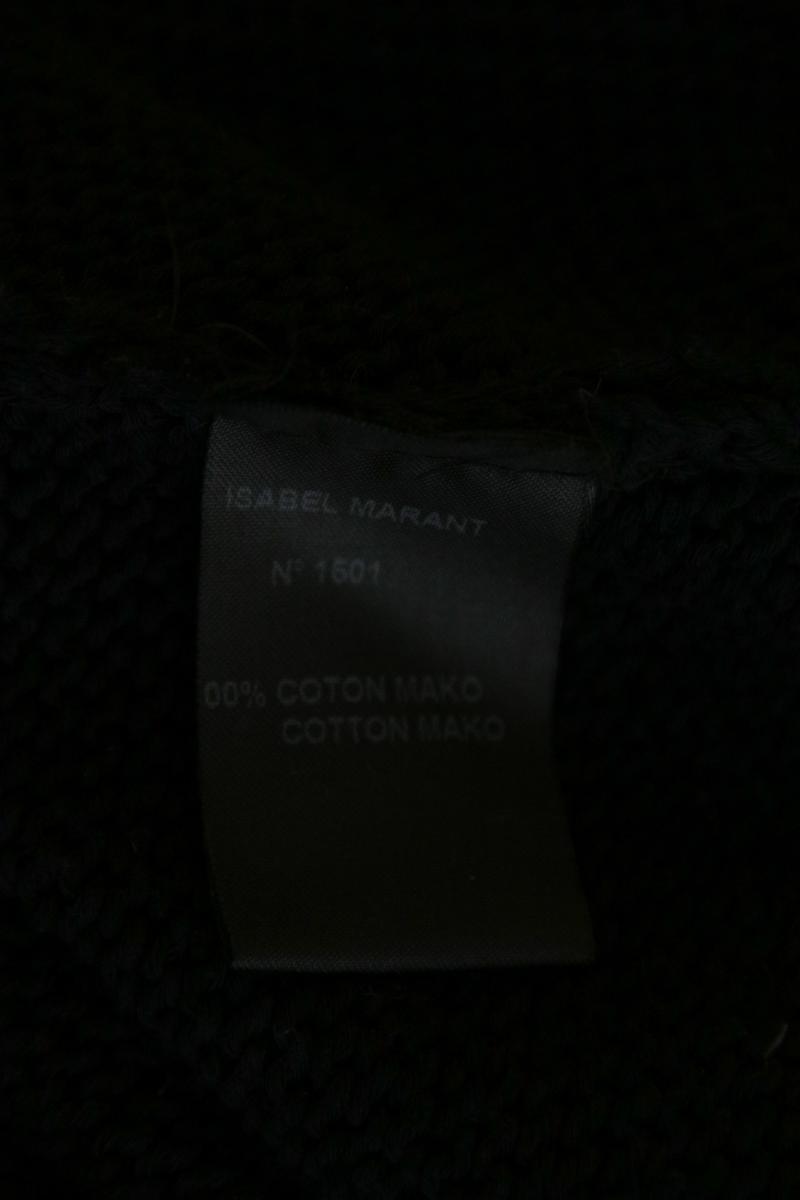 ISABEL MARANT
N° 1501
00% COTON MAKO
COTTON MAKO